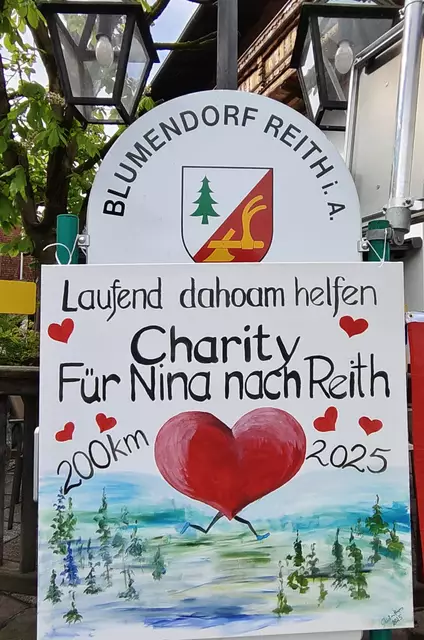 BLUMENDORF REITH i. A.
Laufend dahoam helfen
Charity
Für Nina nach Reith
200km
2025